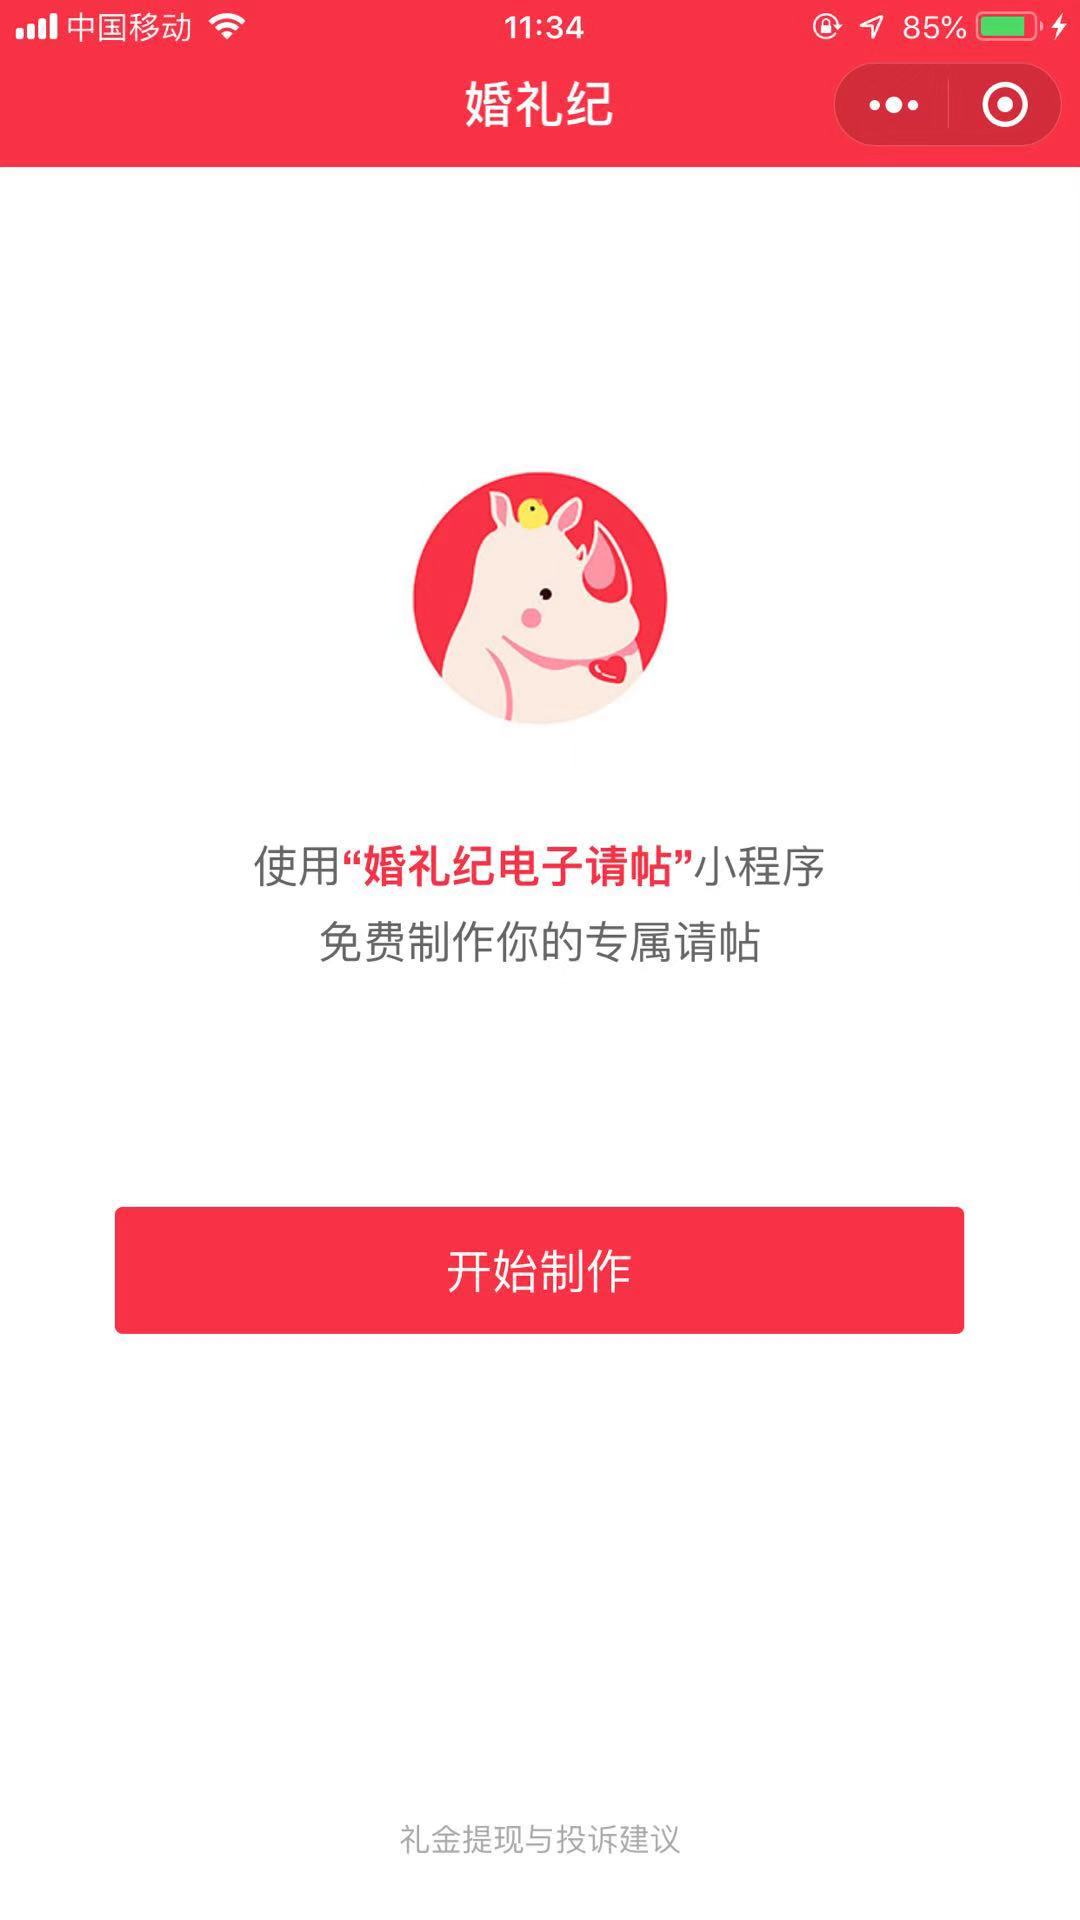 中国移动 11:34 85%
婚礼纪
使用“婚礼纪电子请帖”小程序
免费制作你的专属请帖
开始制作
礼金提现与投诉建议